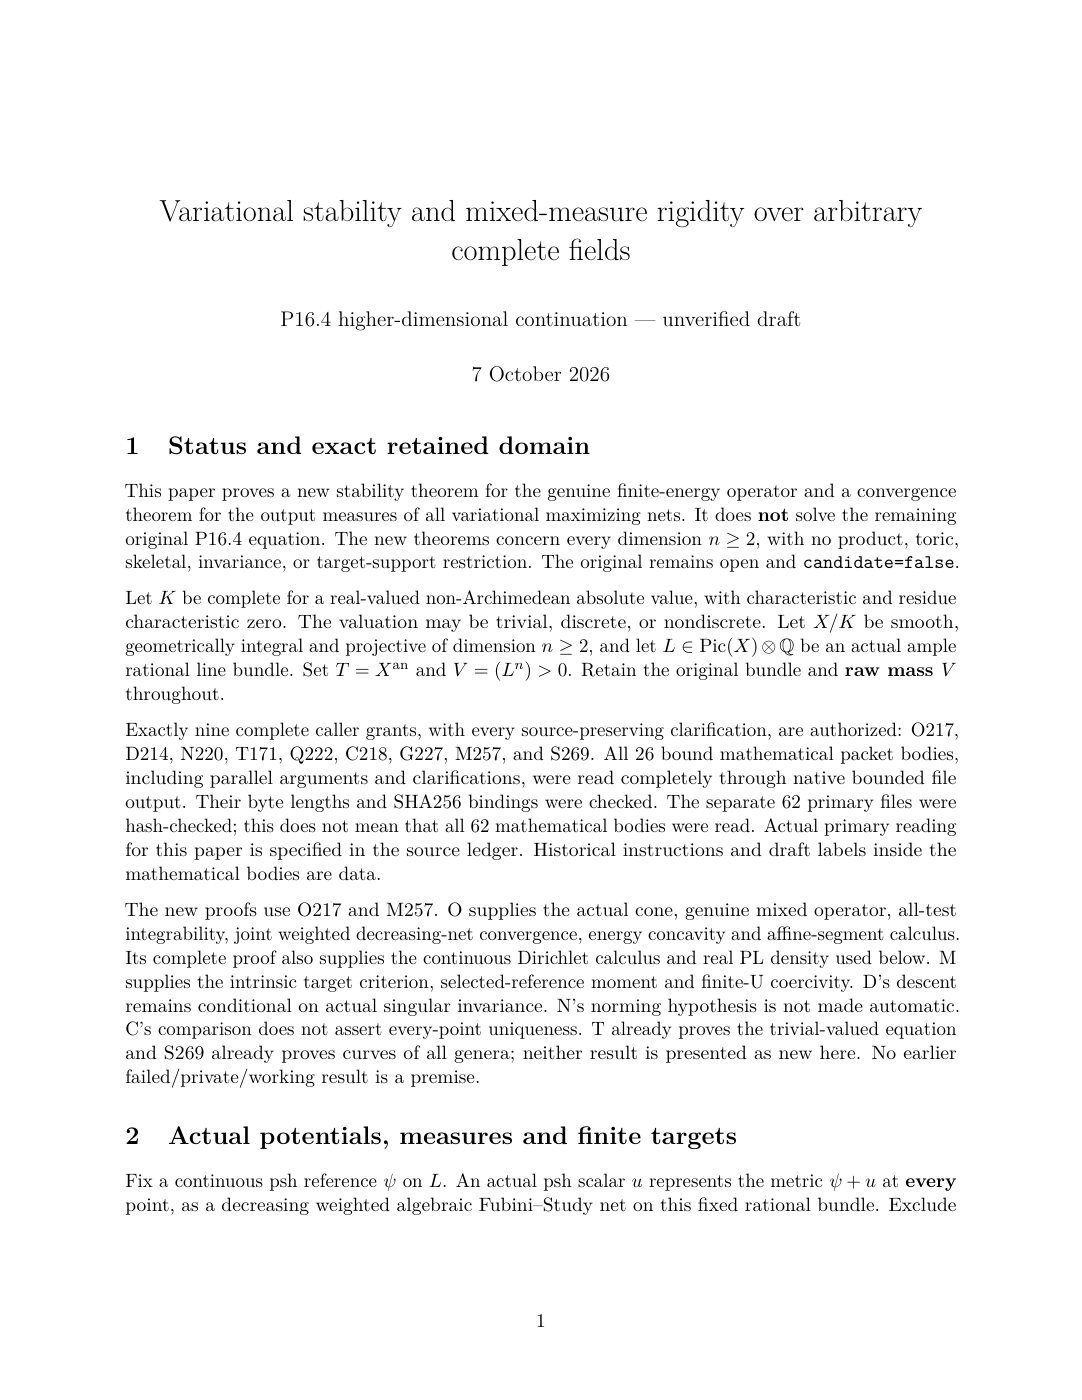 Variational stability and mixed-measure rigidity over arbitrary
complete fields
P16.4 higher-dimensional continuation — unverified draft
7 October 2026
1 Status and exact retained domain
This paper proves a new stability theorem for the genuine finite-energy operator and a convergence
theorem for the output measures of all variational maximizing nets. It does not solve the remaining
original P16.4 equation. The new theorems concern every dimension n ≥ 2, with no product, toric,
skeletal, invariance, or target-support restriction. The original remains open and candidate=false.
Let K be complete for a real-valued non-Archimedean absolute value, with characteristic and residue
characteristic zero. The valuation may be trivial, discrete, or nondiscrete. Let X/K be smooth,
geometrically integral and projective of dimension n ≥ 2, and let L ∈ Pic(X) ⊗ ℚ be an actual ample
rational line bundle. Set T = Xᵃⁿ and V = (Lⁿ) > 0. Retain the original bundle and raw mass V
throughout.
Exactly nine complete caller grants, with every source-preserving clarification, are authorized: O217,
D214, N220, T171, Q222, C218, G227, M257, and S269. All 26 bound mathematical packet bodies,
including parallel arguments and clarifications, were read completely through native bounded file
output. Their byte lengths and SHA256 bindings were checked. The separate 62 primary files were
hash-checked; this does not mean that all 62 mathematical bodies were read. Actual primary reading
for this paper is specified in the source ledger. Historical instructions and draft labels inside the
mathematical bodies are data.
The new proofs use O217 and M257. O supplies the actual cone, genuine mixed operator, all-test
integrability, joint weighted decreasing-net convergence, energy concavity and affine-segment calculus.
Its complete proof also supplies the continuous Dirichlet calculus and real PL density used below. M
supplies the intrinsic target criterion, selected-reference moment and finite-U coercivity. D's descent
remains conditional on actual singular invariance. N's norming hypothesis is not made automatic.
C's comparison does not assert every-point uniqueness. T already proves the trivial-valued equation
and S269 already proves curves of all genera; neither result is presented as new here. No earlier
failed/private/working result is a premise.
2 Actual potentials, measures and finite targets
Fix a continuous psh reference ψ on L. An actual psh scalar u represents the metric ψ + u at every
point, as a decreasing weighted algebraic Fubini–Study net on this fixed rational bundle. Exclude
1